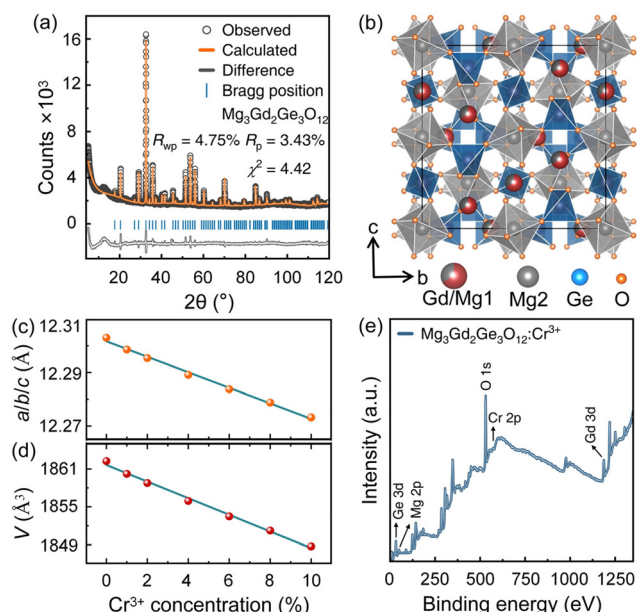 (a)
Observed
Calculated
Difference
Bragg position
Mg₃Gd₂Ge₃O₁₂
Rwp = 4.75% Rp = 3.43%
χ² = 4.42
Counts ×10³
16
12
8
4
0
20 40 60 80 100 120
2θ (°)
(b)
c
b
Gd/Mg1 Mg2 Ge O
(c)
a/b/c (Å)
12.31
12.29
12.27
(d)
V (Å³)
1861
1855
1849
0 2 4 6 8 10
Cr³⁺ concentration (%)
(e)
Mg₃Gd₂Ge₃O₁₂:Cr³⁺
Intensity (a.u.)
Ge 3d
Mg 2p
O 1s
Cr 2p
Gd 3d
0 250 500 750 1000 1250
Binding energy (eV)